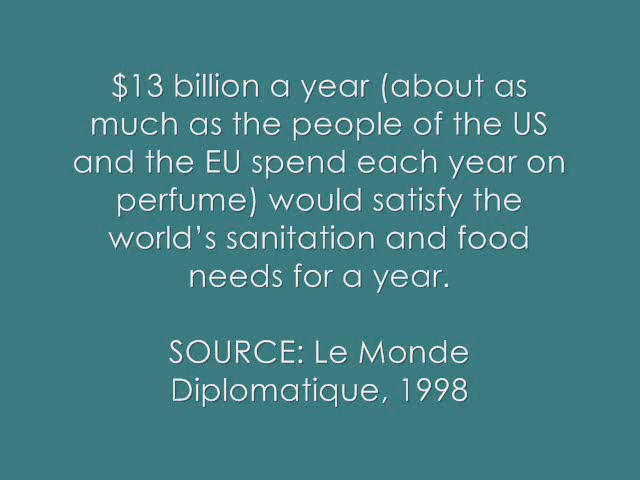 $13 billion a year (about as
much as the people of the US
and the EU spend each year on
perfume) would satisfy the
world's sanitation and food
needs for a year.
SOURCE: Le Monde
Diplomatique, 1998